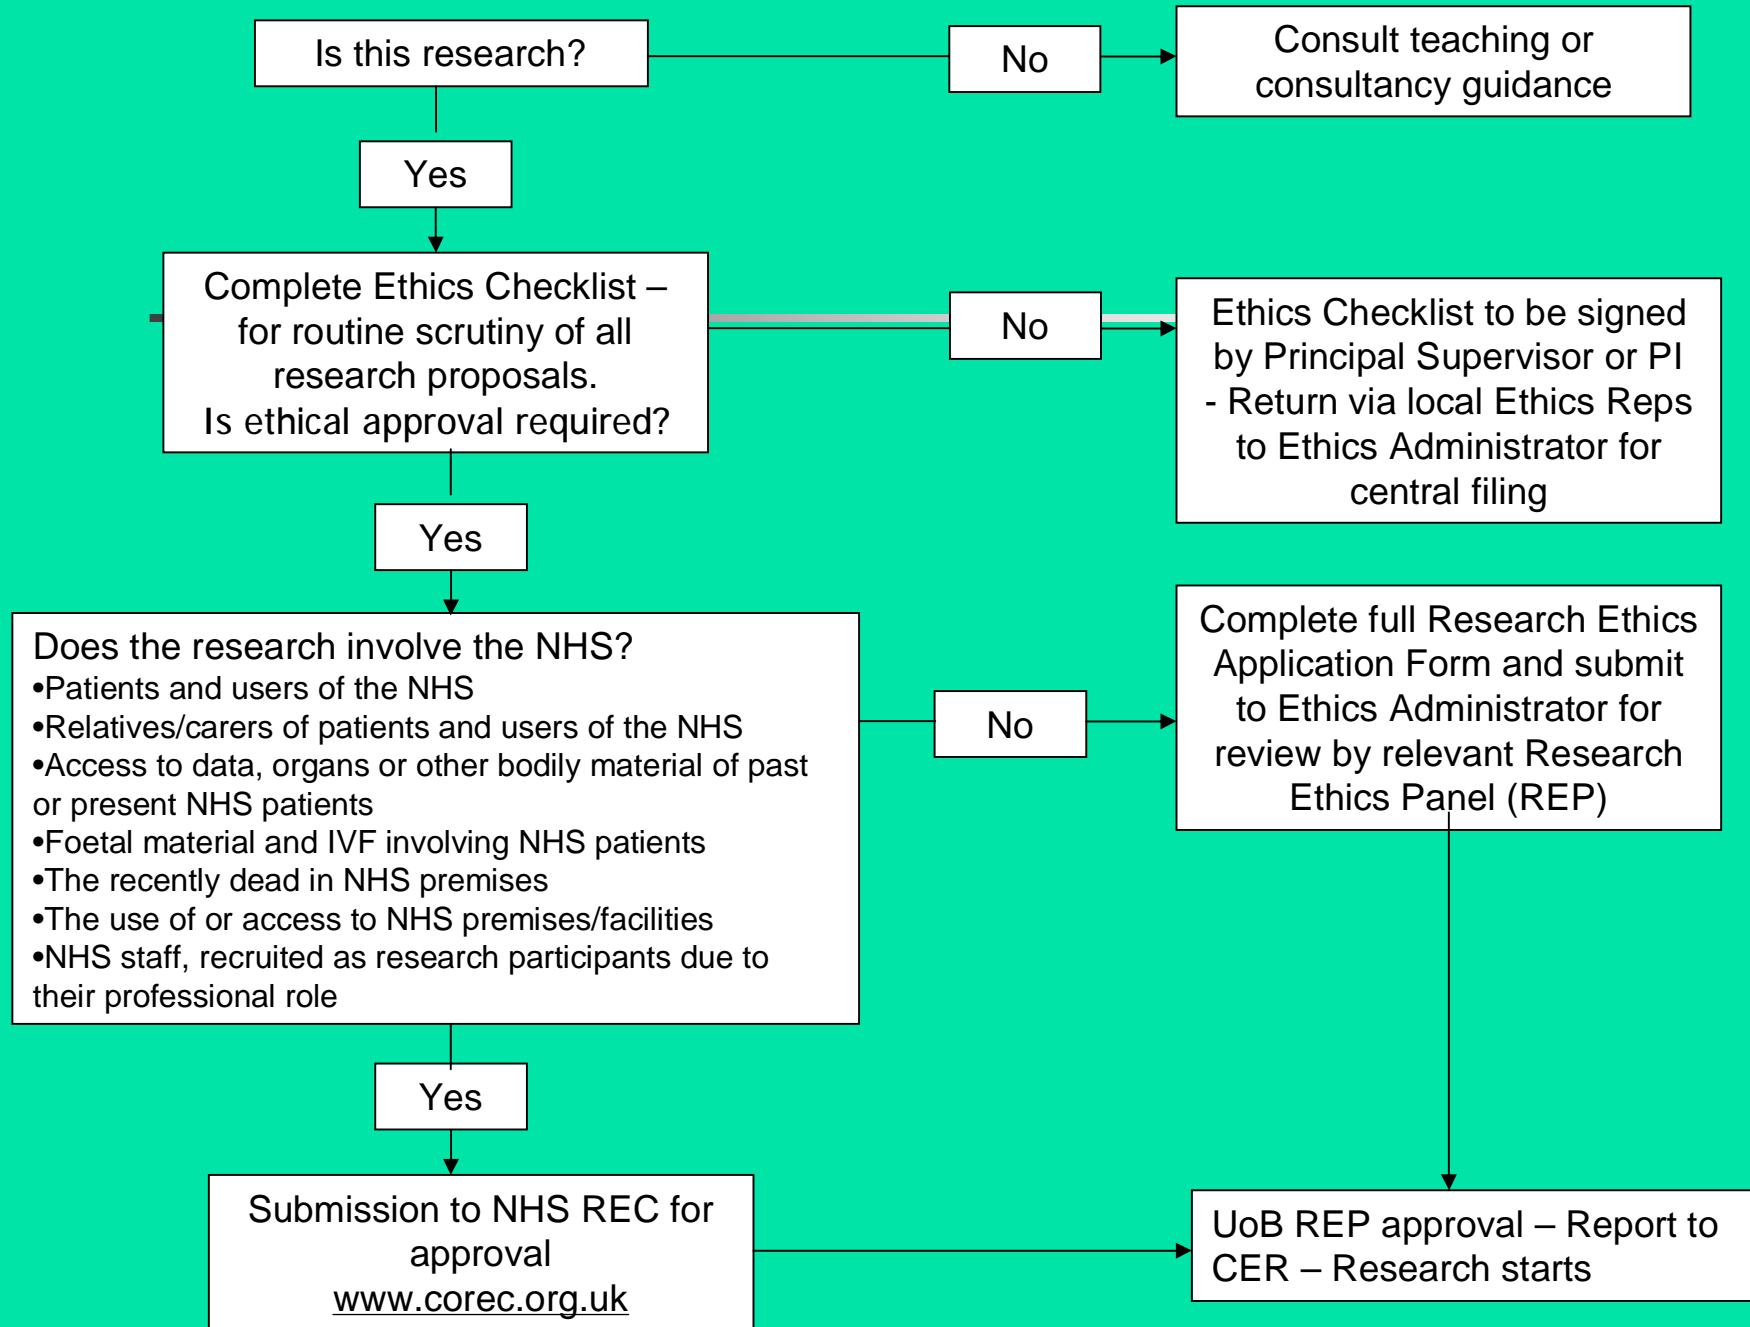 Is this research?
No
Consult teaching or
consultancy guidance
Yes
Complete Ethics Checklist –
for routine scrutiny of all
research proposals.
Is ethical approval required?
No
Ethics Checklist to be signed
by Principal Supervisor or PI
- Return via local Ethics Reps
to Ethics Administrator for
central filing
Yes
Does the research involve the NHS?
•Patients and users of the NHS
•Relatives/carers of patients and users of the NHS
•Access to data, organs or other bodily material of past
or present NHS patients
•Foetal material and IVF involving NHS patients
•The recently dead in NHS premises
•The use of or access to NHS premises/facilities
•NHS staff, recruited as research participants due to
their professional role
No
Complete full Research Ethics
Application Form and submit
to Ethics Administrator for
review by relevant Research
Ethics Panel (REP)
Yes
Submission to NHS REC for
approval
www.corec.org.uk
UoB REP approval – Report to
CER – Research starts